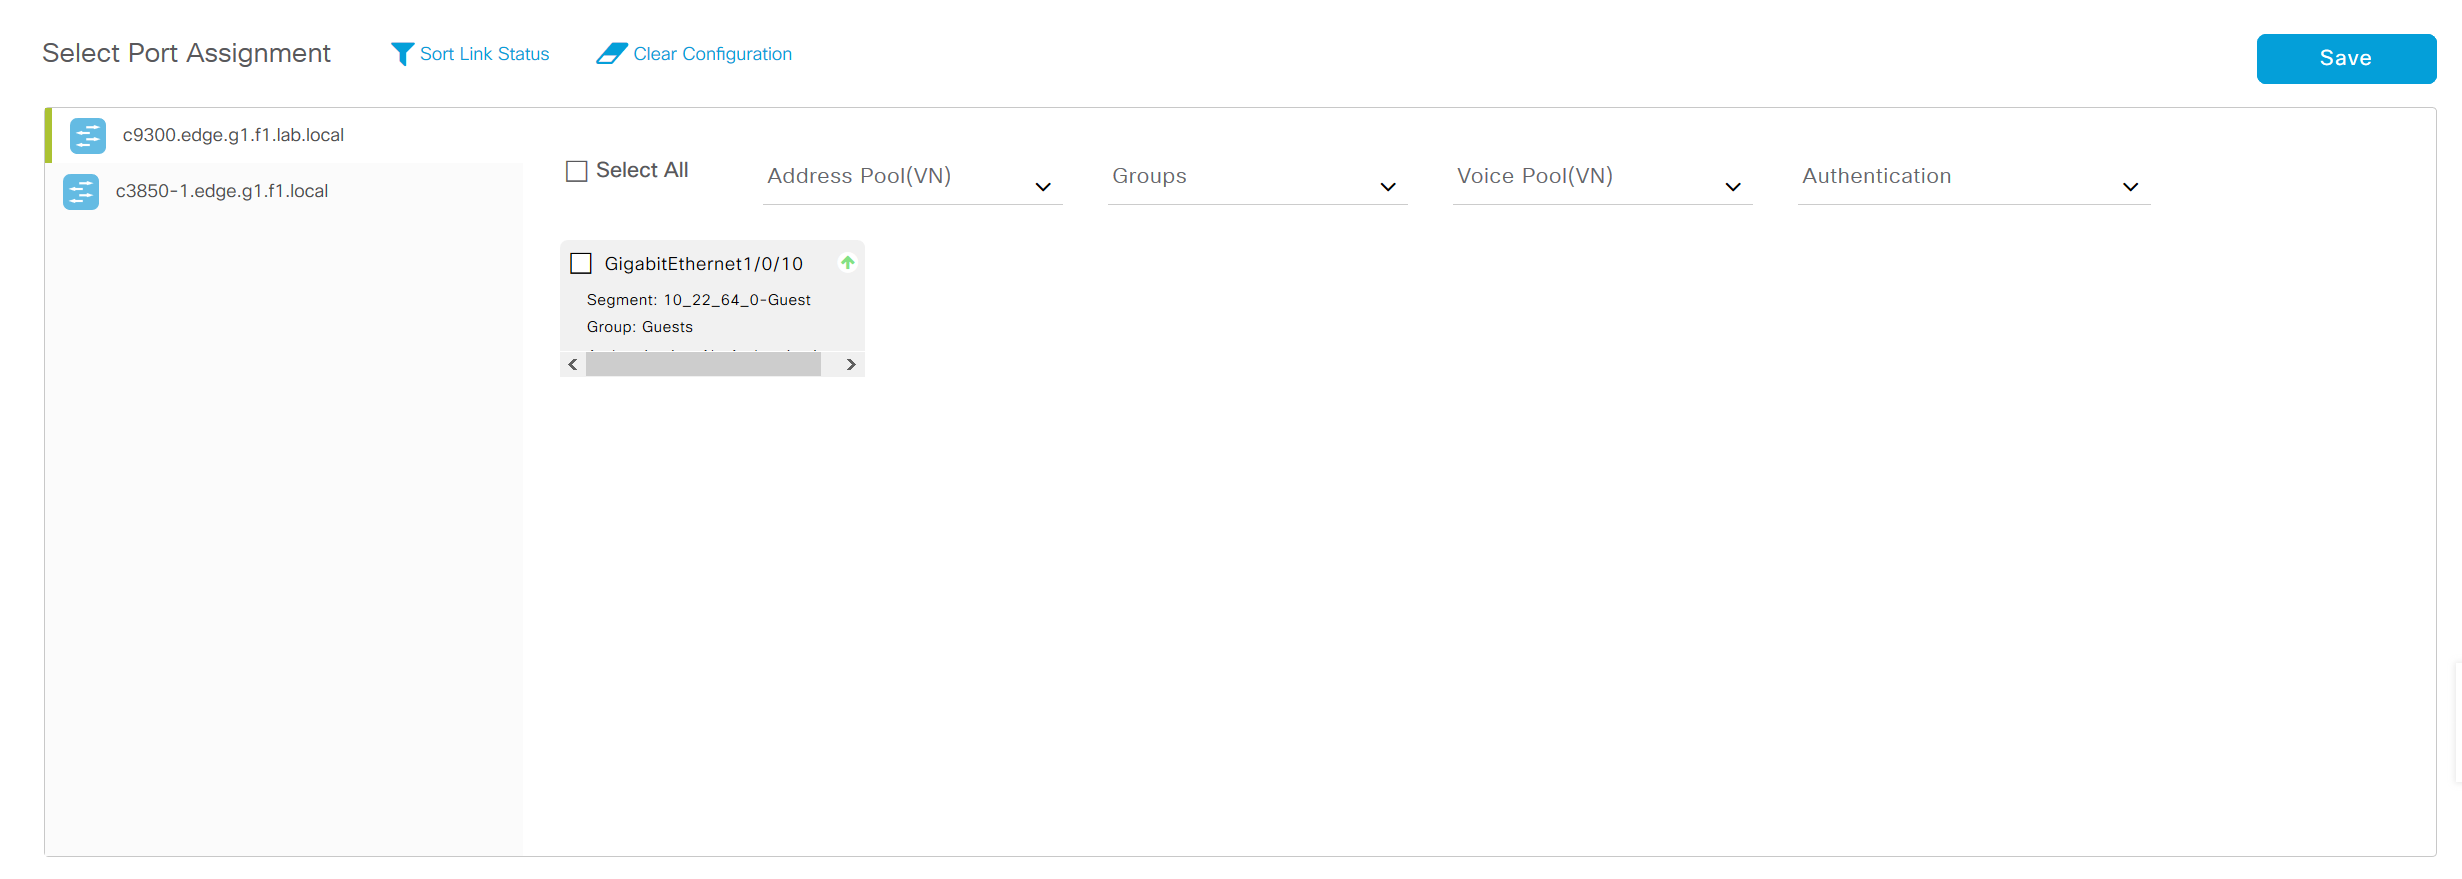 Select Port Assignment
Sort Link Status
Clear Configuration
Save
c9300.edge.g1.f1.lab.local
c3850-1.edge.g1.f1.local
Select All
Address Pool(VN)
Groups
Voice Pool(VN)
Authentication
GigabitEthernet1/0/10
Segment: 10_22_64_0-Guest
Group: Guests